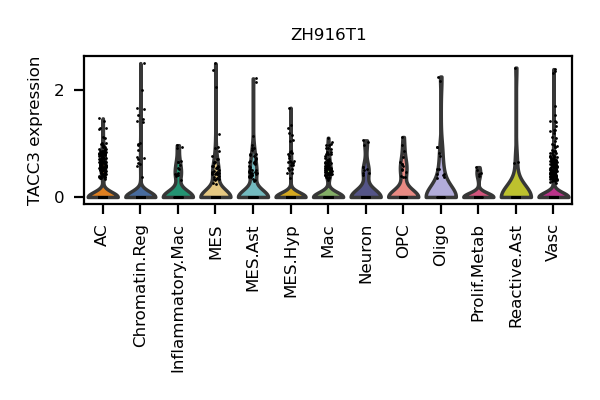 ZH916T1
TACC3 expression
2
0
AC
Chromatin.Reg
Inflammatory.Mac
MES
MES.Ast
MES.Hyp
Mac
Neuron
OPC
Oligo
Prolif.Metab
Reactive.Ast
Vasc